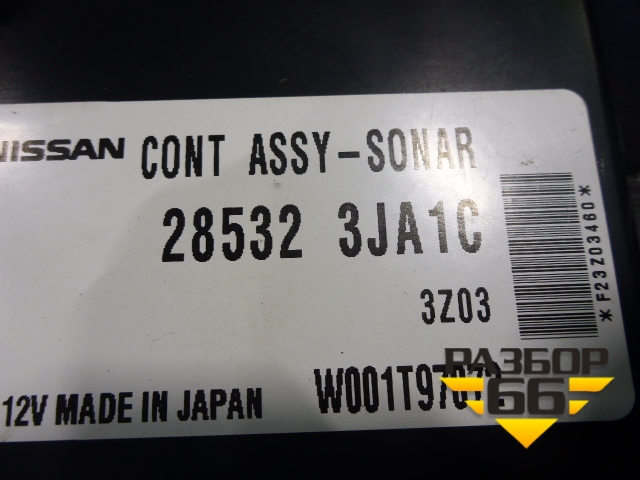 NISSAN CONT ASSY-SONAR
28532 3JA1C
3Z03
*F23Z03460*
12V MADE IN JAPAN
РАЗБОР
66